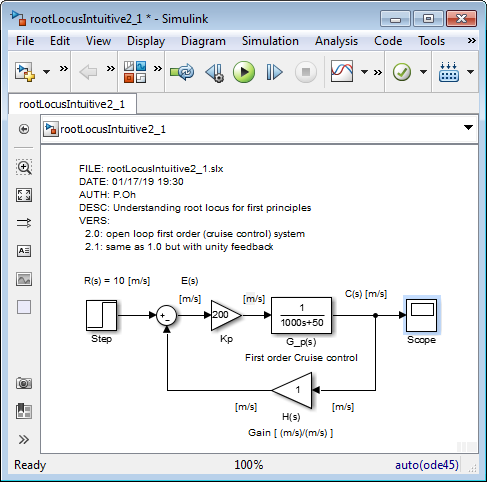 rootLocusIntuitive2_1 * - Simulink
File Edit View Display Diagram Simulation Analysis Code Tools »
» » »
rootLocusIntuitive2_1
rootLocusIntuitive2_1
FILE: rootLocusIntuitive2_1.slx
DATE: 01/17/19 19:30
AUTH: P.Oh
DESC: Understanding root locus for first principles
VERS:
2.0: open loop first order (cruise control) system
2.1: same as 1.0 but with unity feedback
R(s) = 10 [m/s] E(s) C(s) [m/s]
[m/s] [m/s]
1
200
1000s+50
Step Kp G_p(s) Scope
First order Cruise control
1
[m/s] H(s) [m/s]
Gain [ (m/s)/(m/s) ]
Ready 100% auto(ode45)